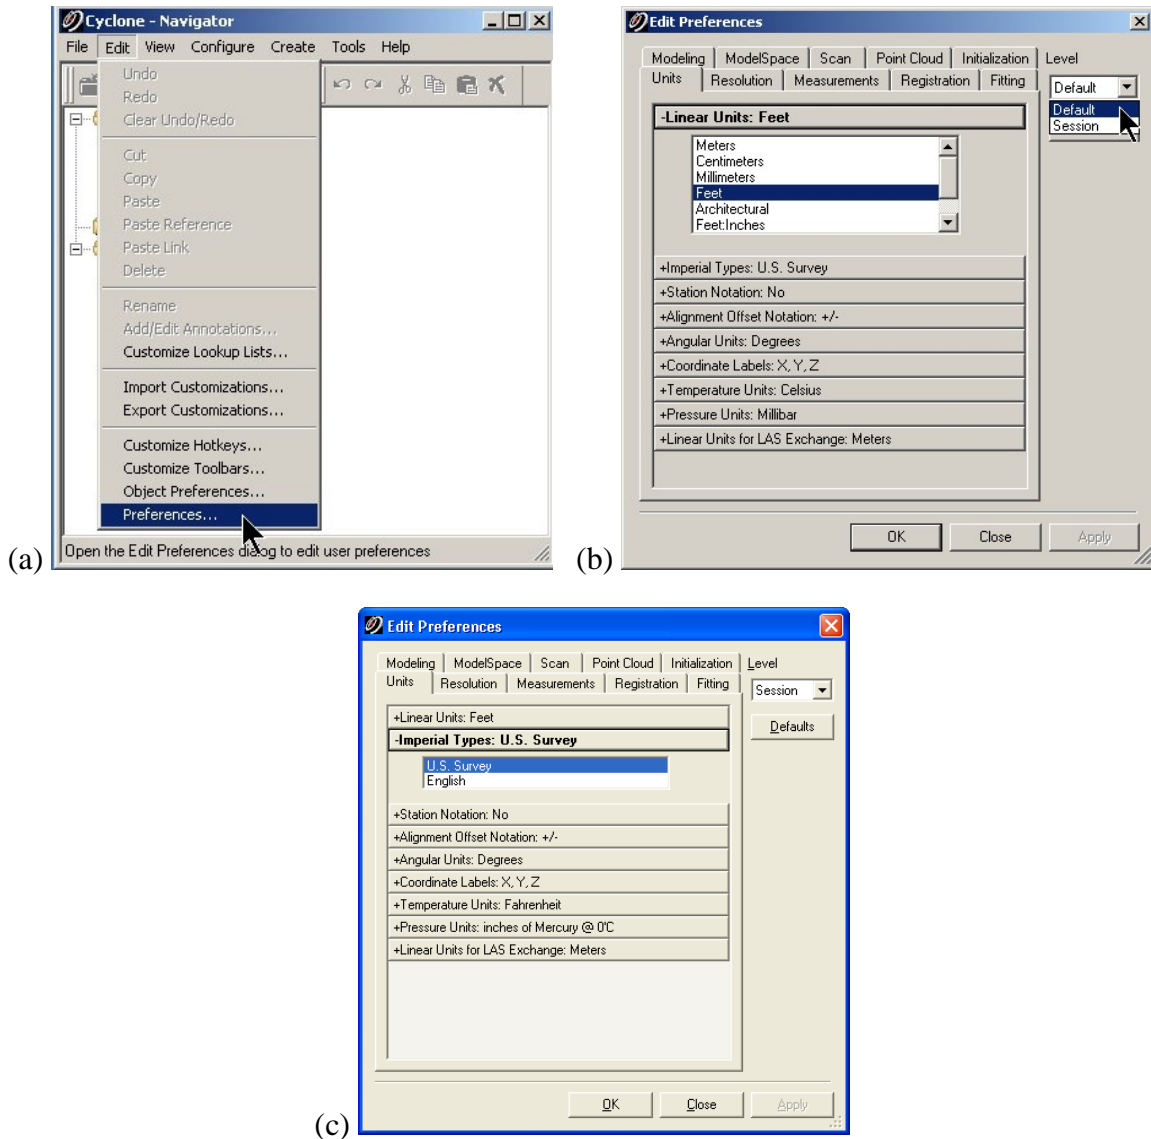 Cyclone - Navigator
File Edit View Configure Create Tools Help
Undo
Redo
Clear Undo/Redo
Cut
Copy
Paste
Paste Reference
Paste Link
Delete
Rename
Add/Edit Annotations...
Customize Lookup Lists...
Import Customizations...
Export Customizations...
Customize Hotkeys...
Customize Toolbars...
Object Preferences...
Preferences...
Open the Edit Preferences dialog to edit user preferences
(a)
Edit Preferences
Modeling ModelSpace Scan Point Cloud Initialization Level
Units Resolution Measurements Registration Fitting
Default
Default
Session
-Linear Units: Feet
Meters
Centimeters
Millimeters
Feet
Architectural
Feet:Inches
+Imperial Types: U.S. Survey
+Station Notation: No
+Alignment Offset Notation: +/-
+Angular Units: Degrees
+Coordinate Labels: X, Y, Z
+Temperature Units: Celsius
+Pressure Units: Millibar
+Linear Units for LAS Exchange: Meters
OK Close Apply
(b)
Edit Preferences
Modeling ModelSpace Scan Point Cloud Initialization Level
Units Resolution Measurements Registration Fitting
Session
Defaults
+Linear Units: Feet
-Imperial Types: U.S. Survey
U.S. Survey
English
+Station Notation: No
+Alignment Offset Notation: +/-
+Angular Units: Degrees
+Coordinate Labels: X, Y, Z
+Temperature Units: Fahrenheit
+Pressure Units: inches of Mercury @ 0'C
+Linear Units for LAS Exchange: Meters
OK Close Apply
(c)